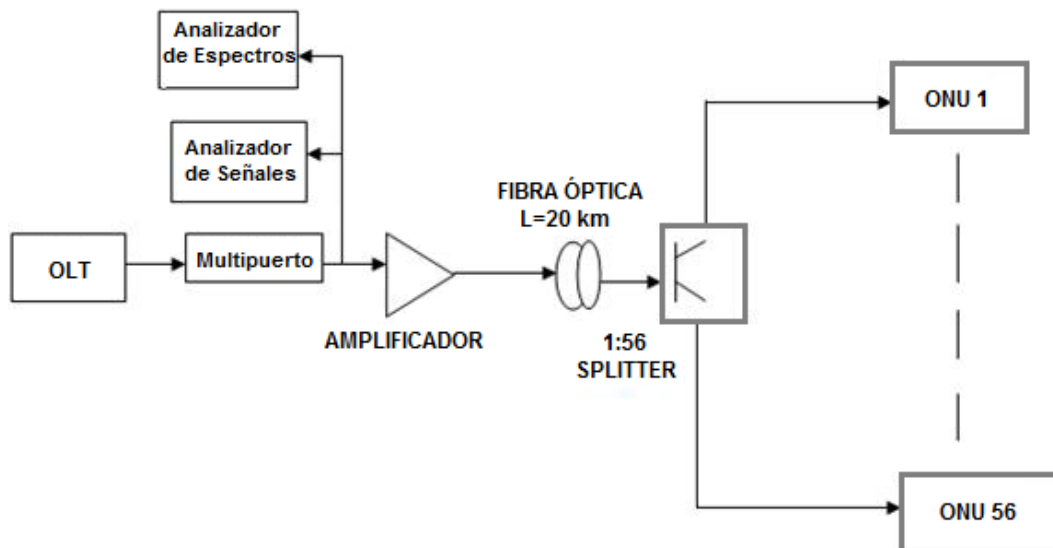 Analizador
de Espectros
Analizador
de Señales
OLT
Multipuerto
AMPLIFICADOR
FIBRA ÓPTICA
L=20 km
1:56
SPLITTER
ONU 1
ONU 56